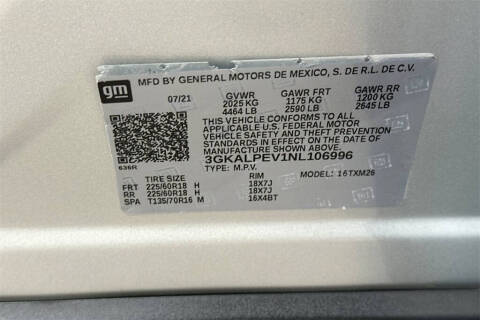 gm
MFD BY GENERAL MOTORS DE MEXICO, S. DE R.L. DE C.V.
07/21 GVWR GAWR FRT GAWR RR
2025 KG 1175 KG 1200 KG
4464 LB 2590 LB 2645 LB
THIS VEHICLE CONFORMS TO ALL
APPLICABLE U.S. FEDERAL MOTOR
VEHICLE SAFETY AND THEFT PREVENTION
STANDARDS IN EFFECT ON THE DATE OF
MANUFACTURE SHOWN ABOVE.
3GKALPEV1NL106996
636R TYPE: M.P.V. MODEL: 16TXM26
TIRE SIZE RIM
FRT 225/60R18 H 18X7J
RR 225/60R18 H 18X7J
SPA T135/70R16 M 16X4BT